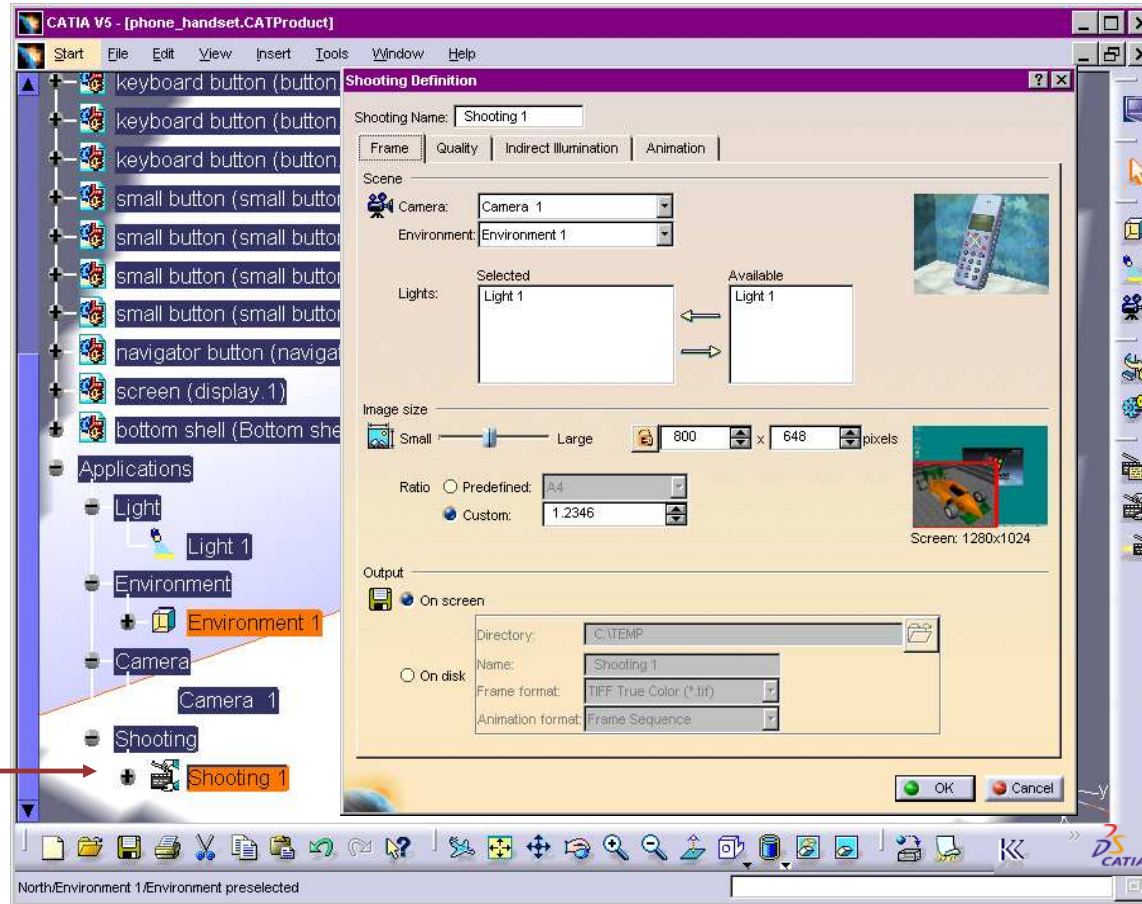 CATIA V5 - [phone_handset.CATProduct]
Start File Edit View Insert Tools Window Help
keyboard button (button
keyboard button (button
keyboard button (button.
small button (small button
small button (small button
small button (small button
small button (small button
navigator button (navigat
screen (display.1)
bottom shell (Bottom she
Applications
Light
Light 1
Environment
Environment 1
Camera
Camera 1
Shooting
Shooting 1
Shooting Definition
Shooting Name: Shooting 1
Frame Quality Indirect Illumination Animation
Scene
Camera: Camera 1
Environment: Environment 1
Selected Available
Lights: Light 1 Light 1
Image size
Small Large 800 x 648 pixels
Ratio Predefined: A4
Custom: 1.2346
Screen: 1280x1024
Output
On screen
Directory: C:\TEMP
On disk
Name: Shooting 1
Frame format: TIFF True Color (*.tif)
Animation format: Frame Sequence
OK Cancel
y
DS CATIA
North/Environment 1/Environment preselected